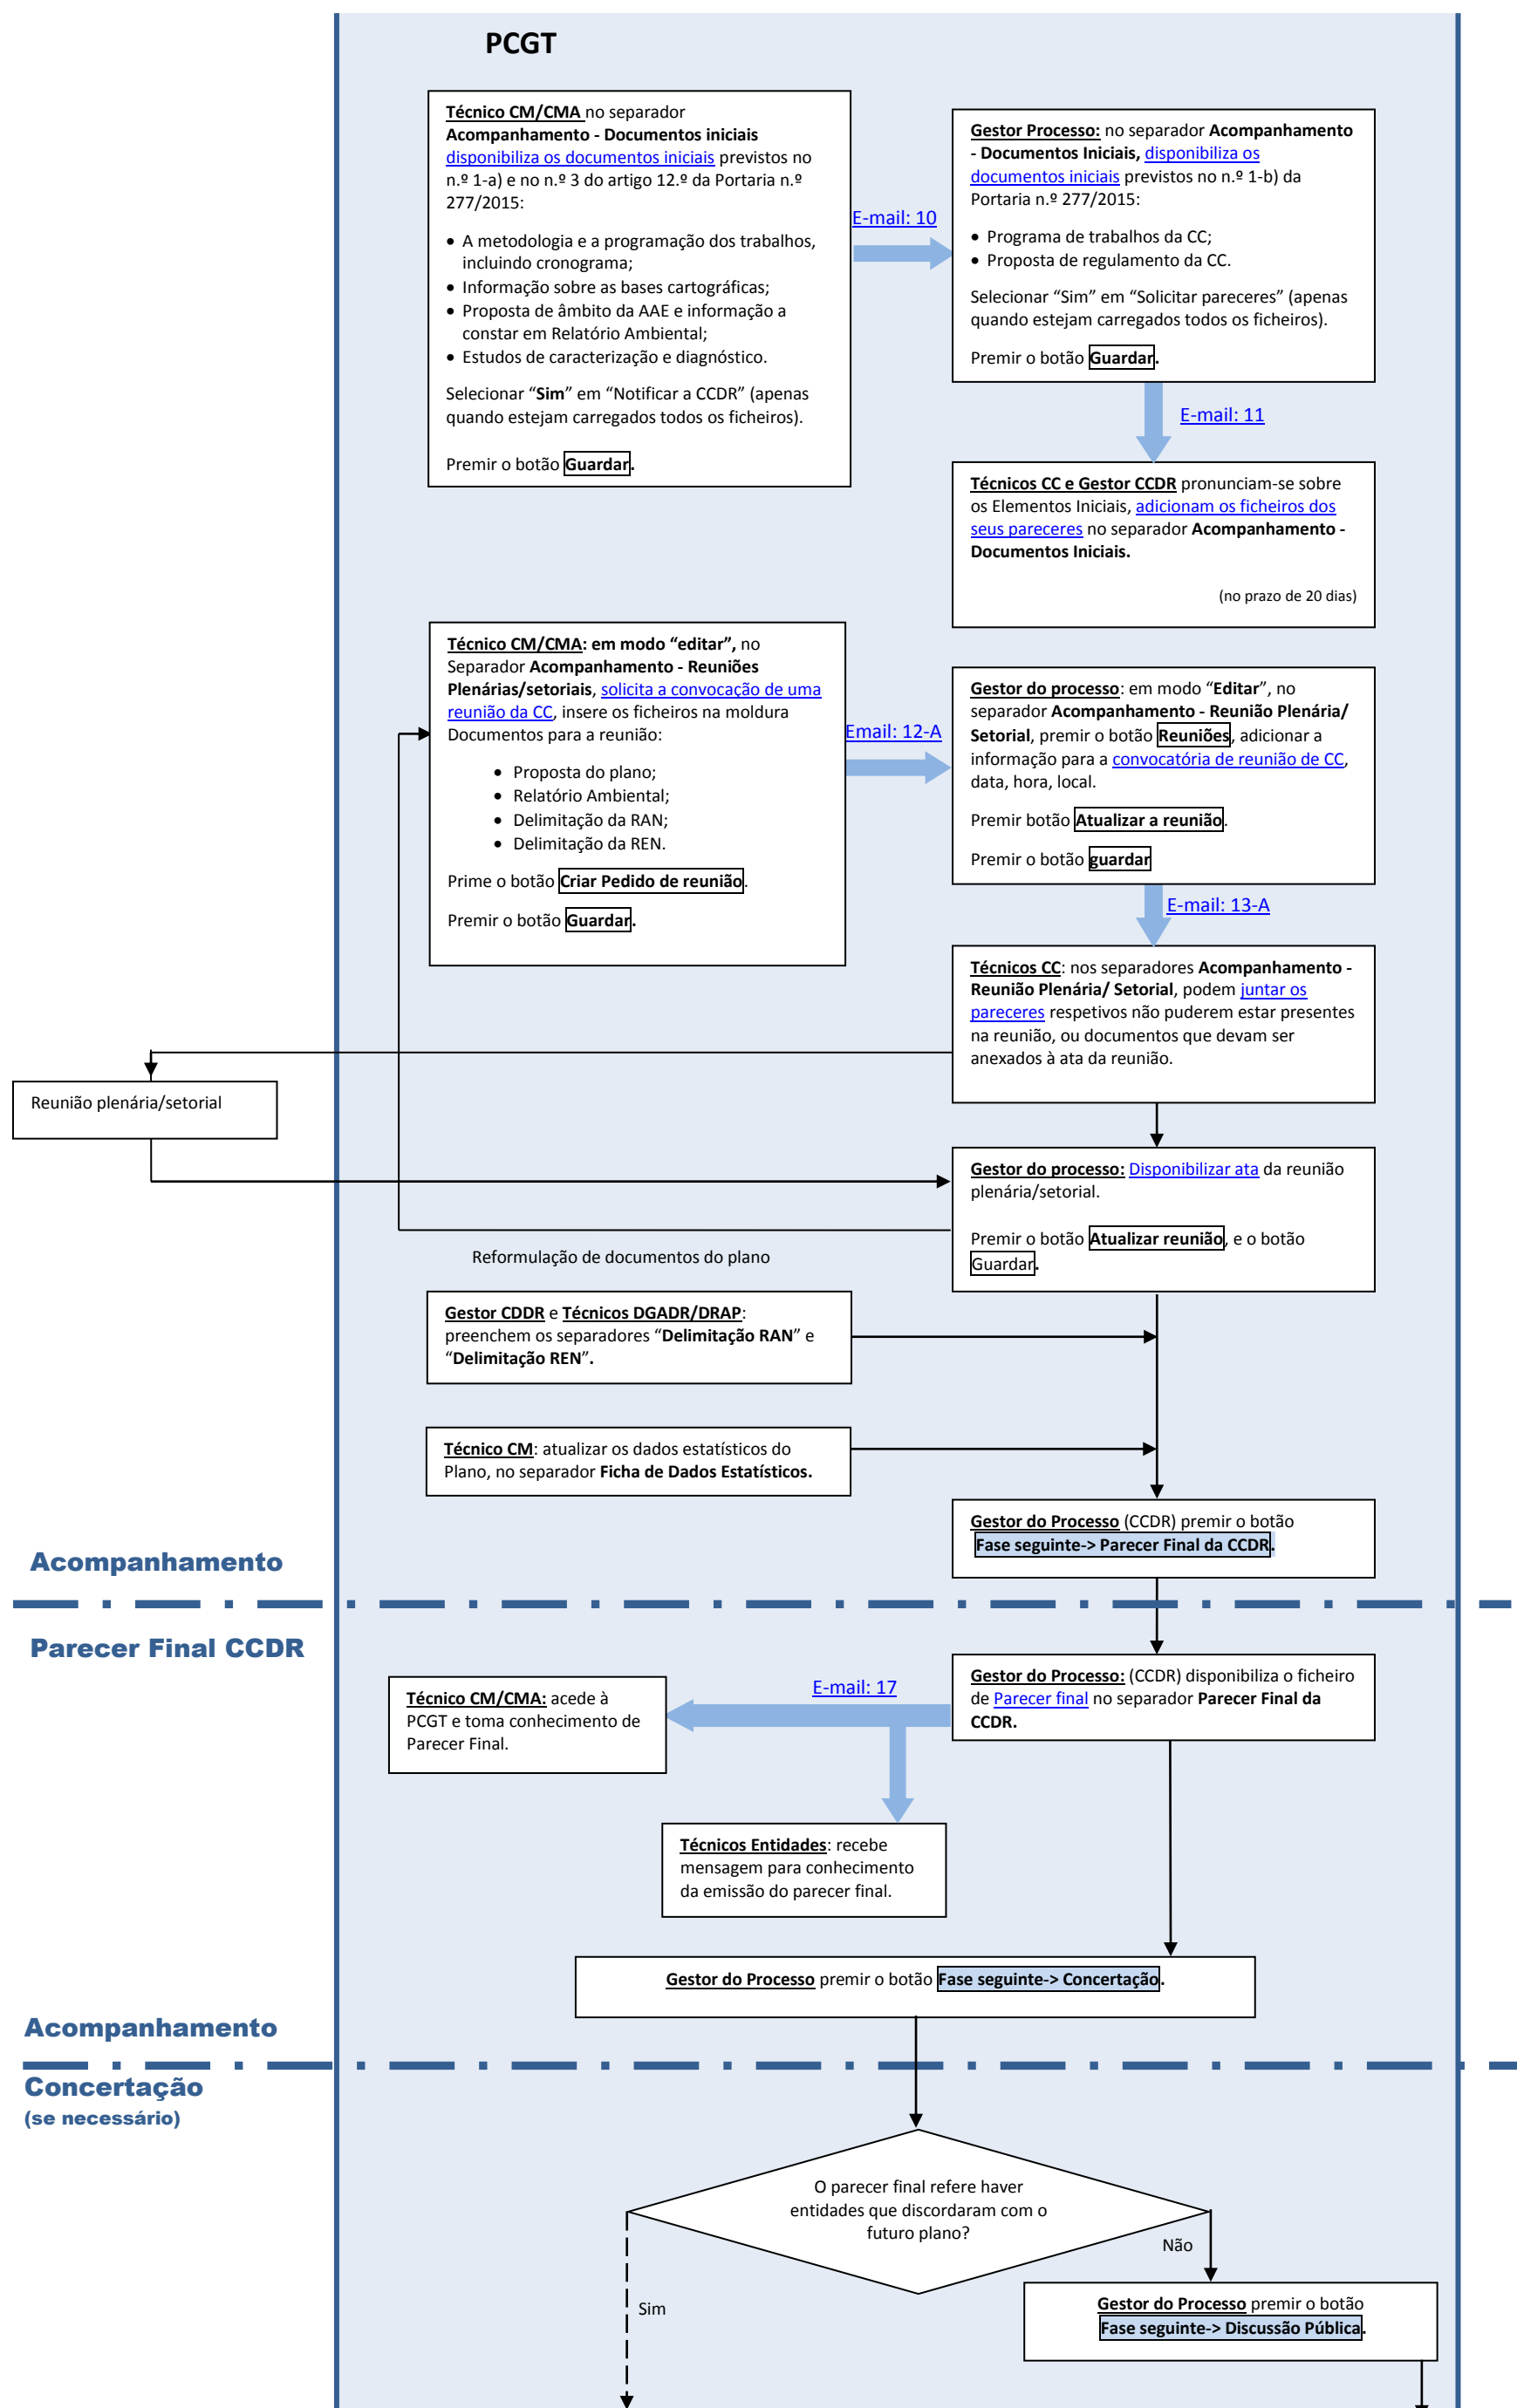 PCGT
Técnico CM/CMA no separador
Acompanhamento - Documentos iniciais
disponibiliza os documentos iniciais previstos no
n.º 1-a) e no n.º 3 do artigo 12.º da Portaria n.º
277/2015:
• A metodologia e a programação dos trabalhos,
incluindo cronograma;
• Informação sobre as bases cartográficas;
• Proposta de âmbito da AAE e informação a
constar em Relatório Ambiental;
• Estudos de caracterização e diagnóstico.
Selecionar “Sim” em “Notificar a CCDR” (apenas
quando estejam carregados todos os ficheiros).
Premir o botão Guardar.
E-mail: 10
Gestor Processo: no separador Acompanhamento
- Documentos Iniciais, disponibiliza os
documentos iniciais previstos no n.º 1-b) da
Portaria n.º 277/2015:
• Programa de trabalhos da CC;
• Proposta de regulamento da CC.
Selecionar “Sim” em “Solicitar pareceres” (apenas
quando estejam carregados todos os ficheiros).
Premir o botão Guardar.
E-mail: 11
Técnicos CC e Gestor CCDR pronunciam-se sobre
os Elementos Iniciais, adicionam os ficheiros dos
seus pareceres no separador Acompanhamento -
Documentos Iniciais.
(no prazo de 20 dias)
Técnico CM/CMA: em modo “editar”, no
Separador Acompanhamento - Reuniões
Plenárias/setoriais, solicita a convocação de uma
reunião da CC, insere os ficheiros na moldura
Documentos para a reunião:
• Proposta do plano;
• Relatório Ambiental;
• Delimitação da RAN;
• Delimitação da REN.
Prime o botão Criar Pedido de reunião.
Premir o botão Guardar.
Email: 12-A
Gestor do processo: em modo “Editar”, no
separador Acompanhamento - Reunião Plenária/
Setorial, premir o botão Reuniões, adicionar a
informação para a convocatória de reunião de CC,
data, hora, local.
Premir botão Atualizar a reunião.
Premir o botão guardar
E-mail: 13-A
Técnicos CC: nos separadores Acompanhamento -
Reunião Plenária/ Setorial, podem juntar os
pareceres respetivos não puderem estar presentes
na reunião, ou documentos que devam ser
anexados à ata da reunião.
Reunião plenária/setorial
Gestor do processo: Disponibilizar ata da reunião
plenária/setorial.
Premir o botão Atualizar reunião, e o botão
Guardar.
Reformulação de documentos do plano
Gestor CDDR e Técnicos DGADR/DRAP:
preenchem os separadores “Delimitação RAN” e
“Delimitação REN”.
Técnico CM: atualizar os dados estatísticos do
Plano, no separador Ficha de Dados Estatísticos.
Gestor do Processo (CCDR) premir o botão
Fase seguinte-> Parecer Final da CCDR.
Acompanhamento
Parecer Final CCDR
Gestor do Processo: (CCDR) disponibiliza o ficheiro
de Parecer final no separador Parecer Final da
CCDR.
E-mail: 17
Técnico CM/CMA: acede à
PCGT e toma conhecimento de
Parecer Final.
Técnicos Entidades: recebe
mensagem para conhecimento
da emissão do parecer final.
Gestor do Processo premir o botão Fase seguinte-> Concertação.
Acompanhamento
Concertação
(se necessário)
O parecer final refere haver
entidades que discordaram com o
futuro plano?
Não
Sim
Gestor do Processo premir o botão
Fase seguinte-> Discussão Pública.